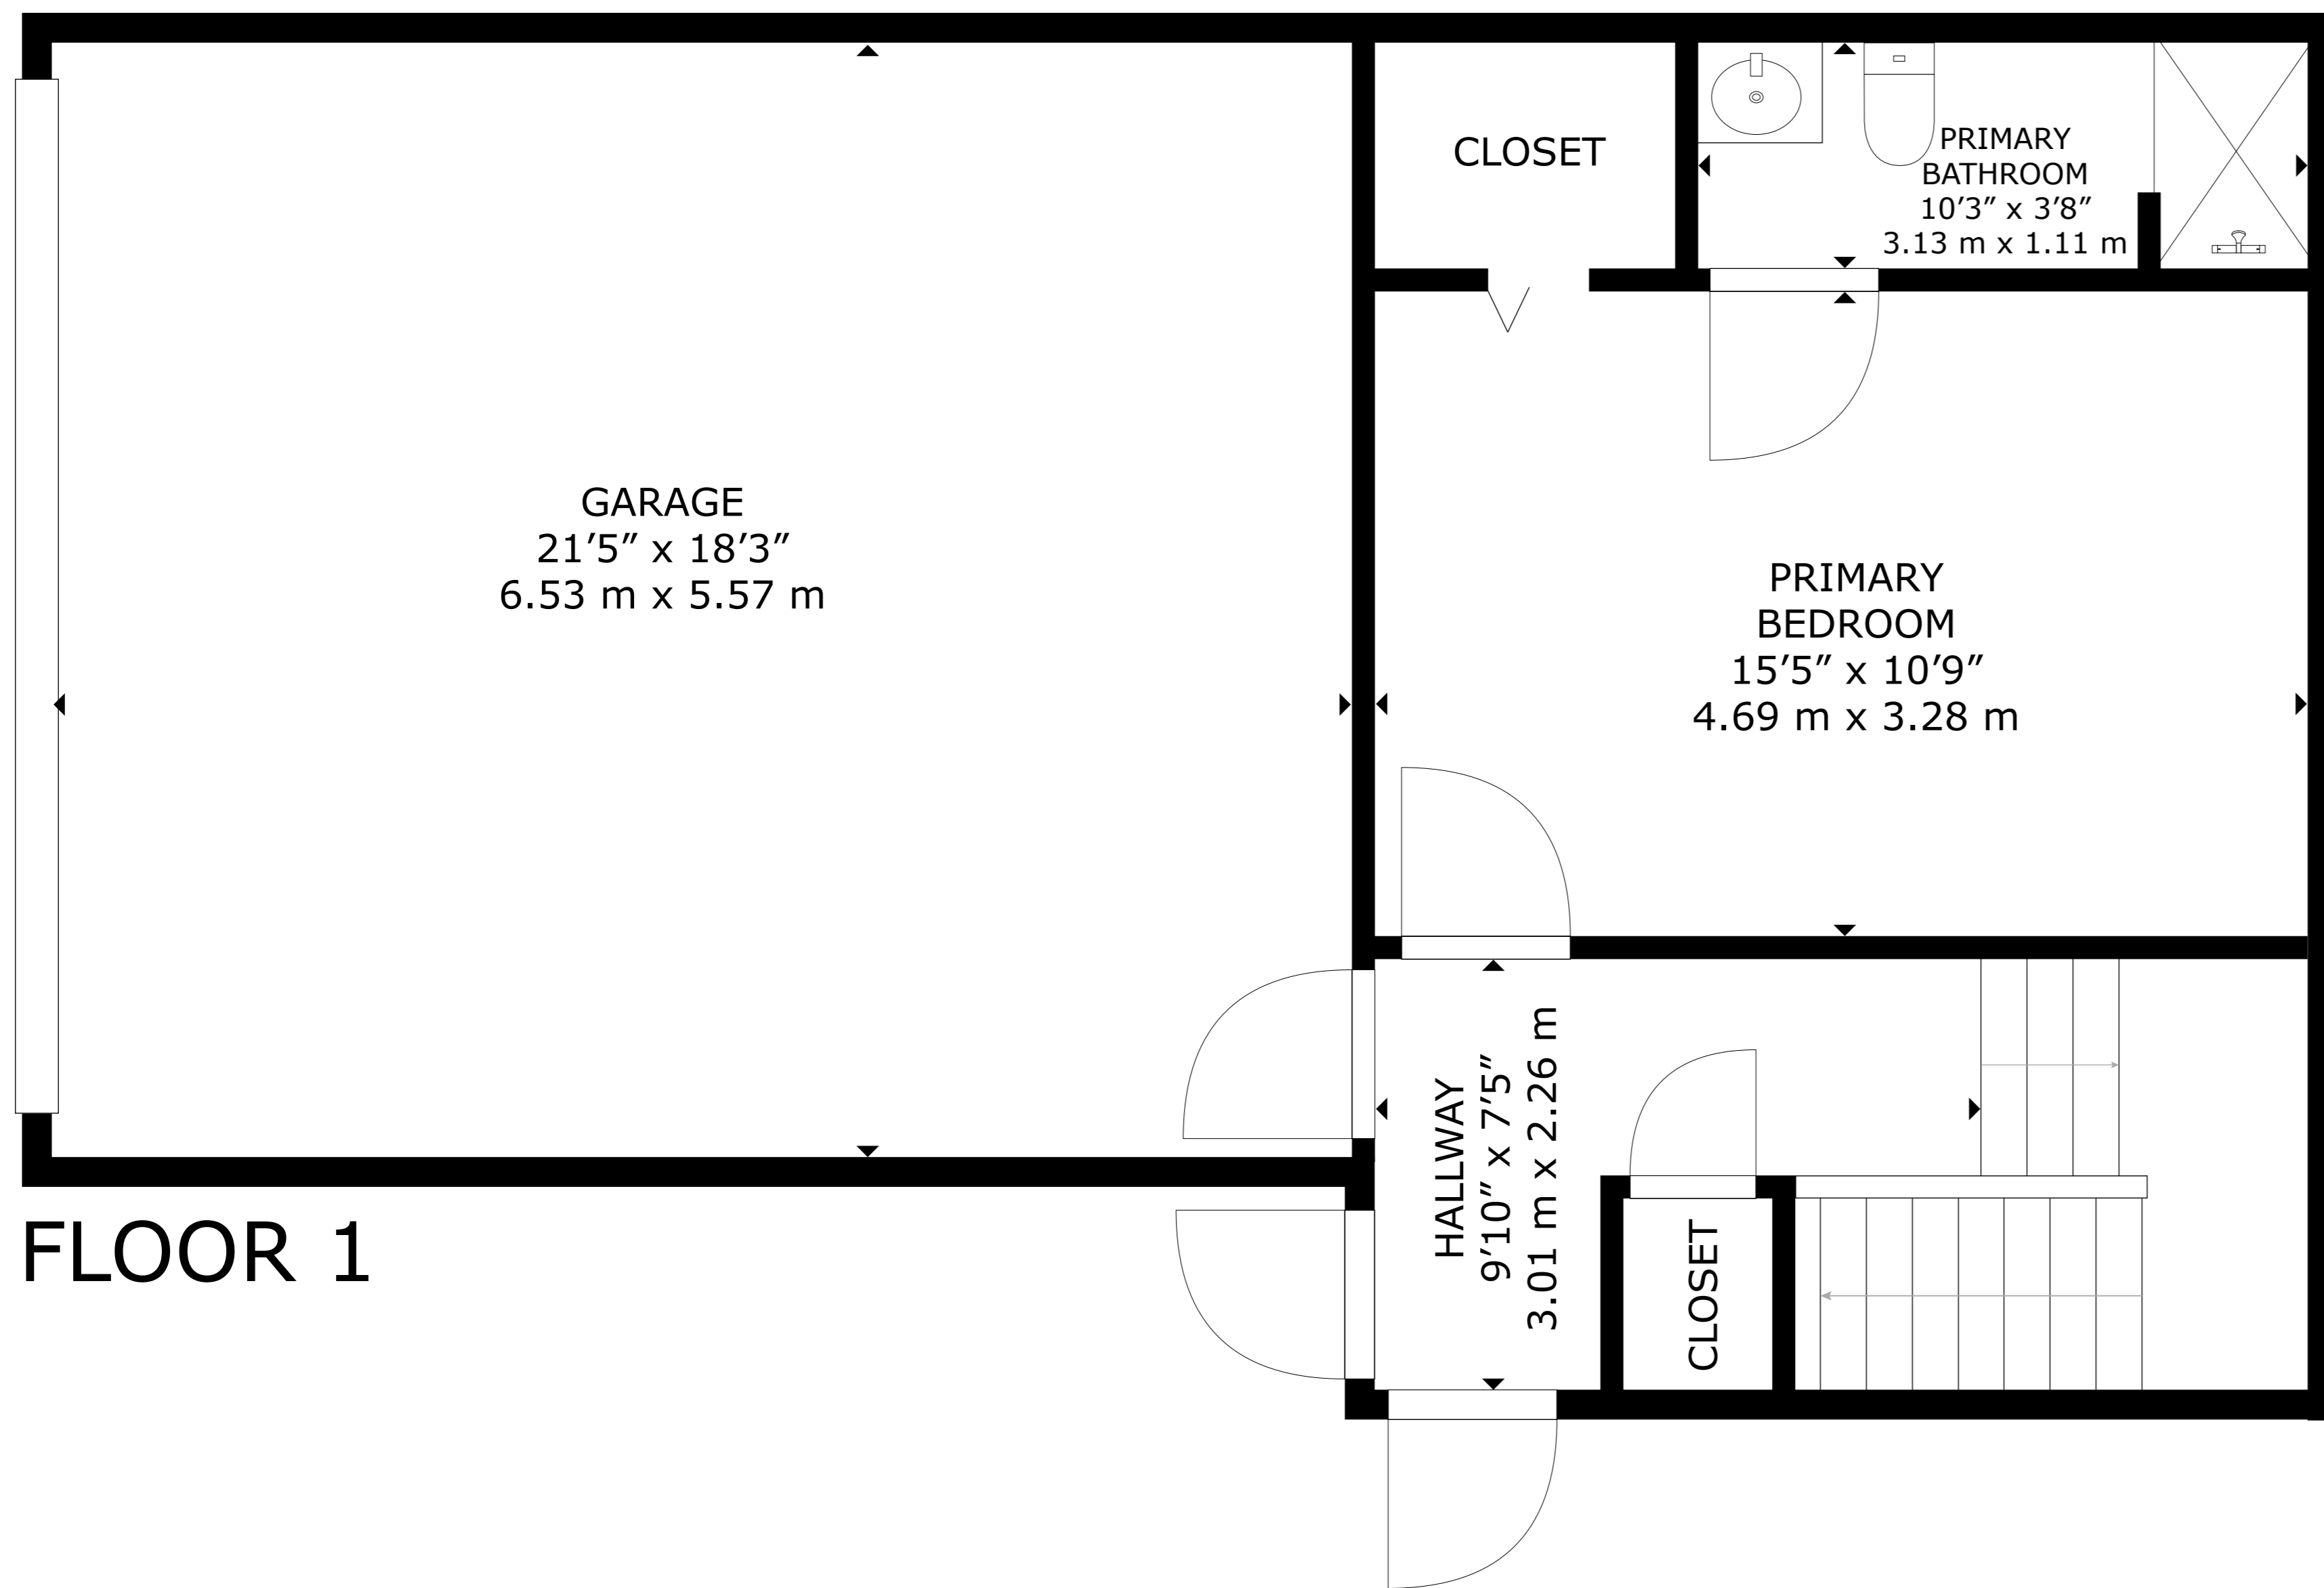 CLOSET
PRIMARY
BATHROOM
10′3″ x 3′8″
3.13 m x 1.11 m
GARAGE
21′5″ x 18′3″
6.53 m x 5.57 m
PRIMARY
BEDROOM
15′5″ x 10′9″
4.69 m x 3.28 m
HALLWAY
9′10″ x 7′5″
3.01 m x 2.26 m
CLOSET
FLOOR 1